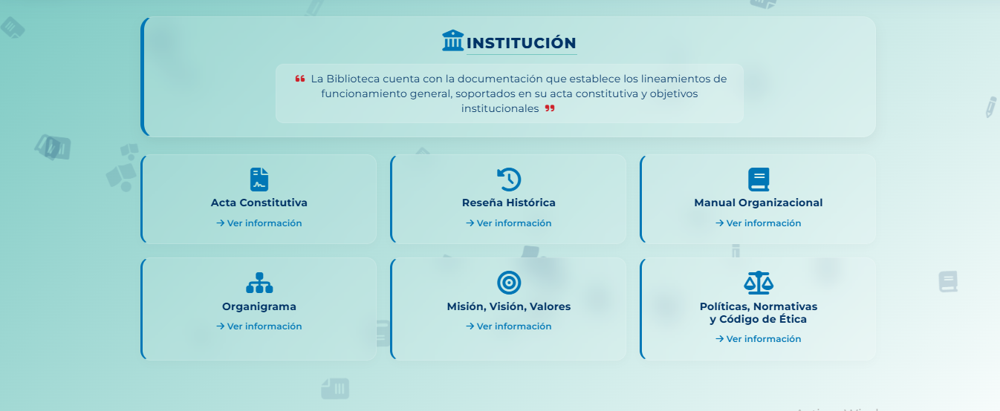 INSTITUCIÓN
❝ La Biblioteca cuenta con la documentación que establece los lineamientos de
funcionamiento general, soportados en su acta constitutiva y objetivos
institucionales ❞
Acta Constitutiva
→ Ver información
Reseña Histórica
→ Ver información
Manual Organizacional
→ Ver información
Organigrama
→ Ver información
Misión, Visión, Valores
→ Ver información
Políticas, Normativas
y Código de Ética
→ Ver información